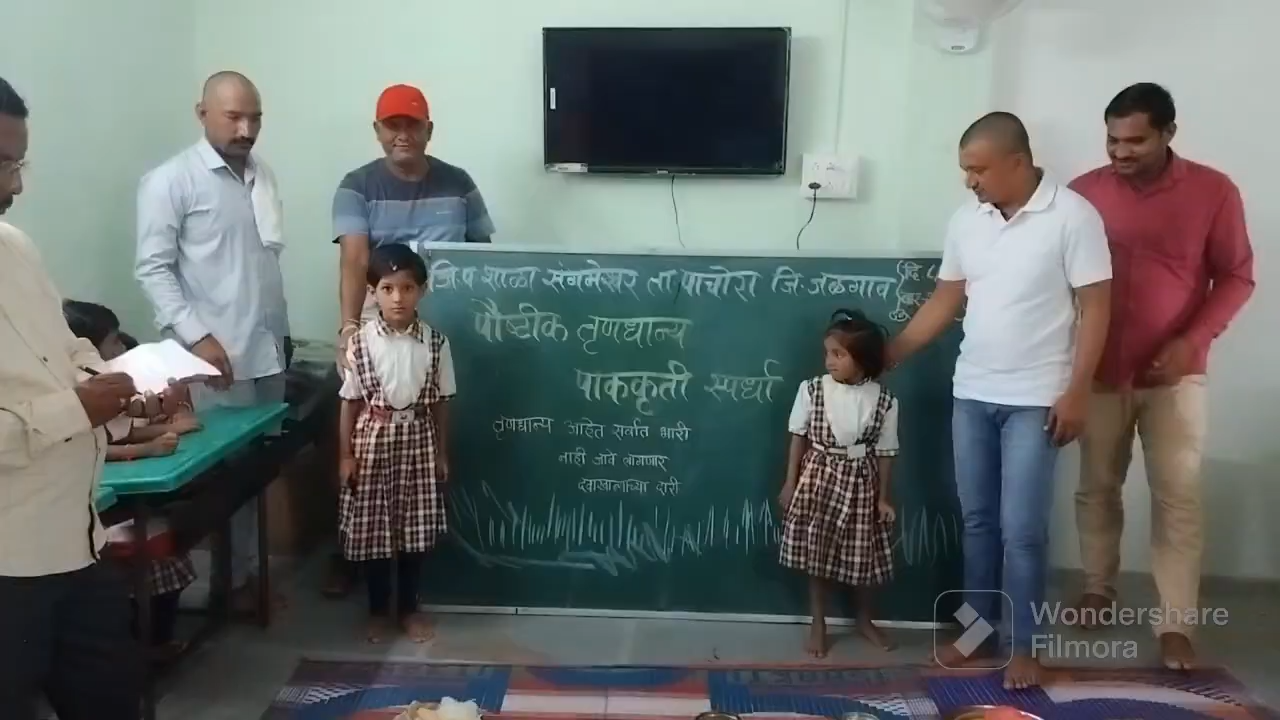 जि.प शाळा संगमेश्वर ता पाचोरा जि.जळगाव
पौष्टीक तृणधान्य
पाककृती स्पर्धा
तृणधान्य आहेत सर्वात भारी
नाही जावे लागणार
दवाखान्याच्या दारी
Wondershare
Filmora